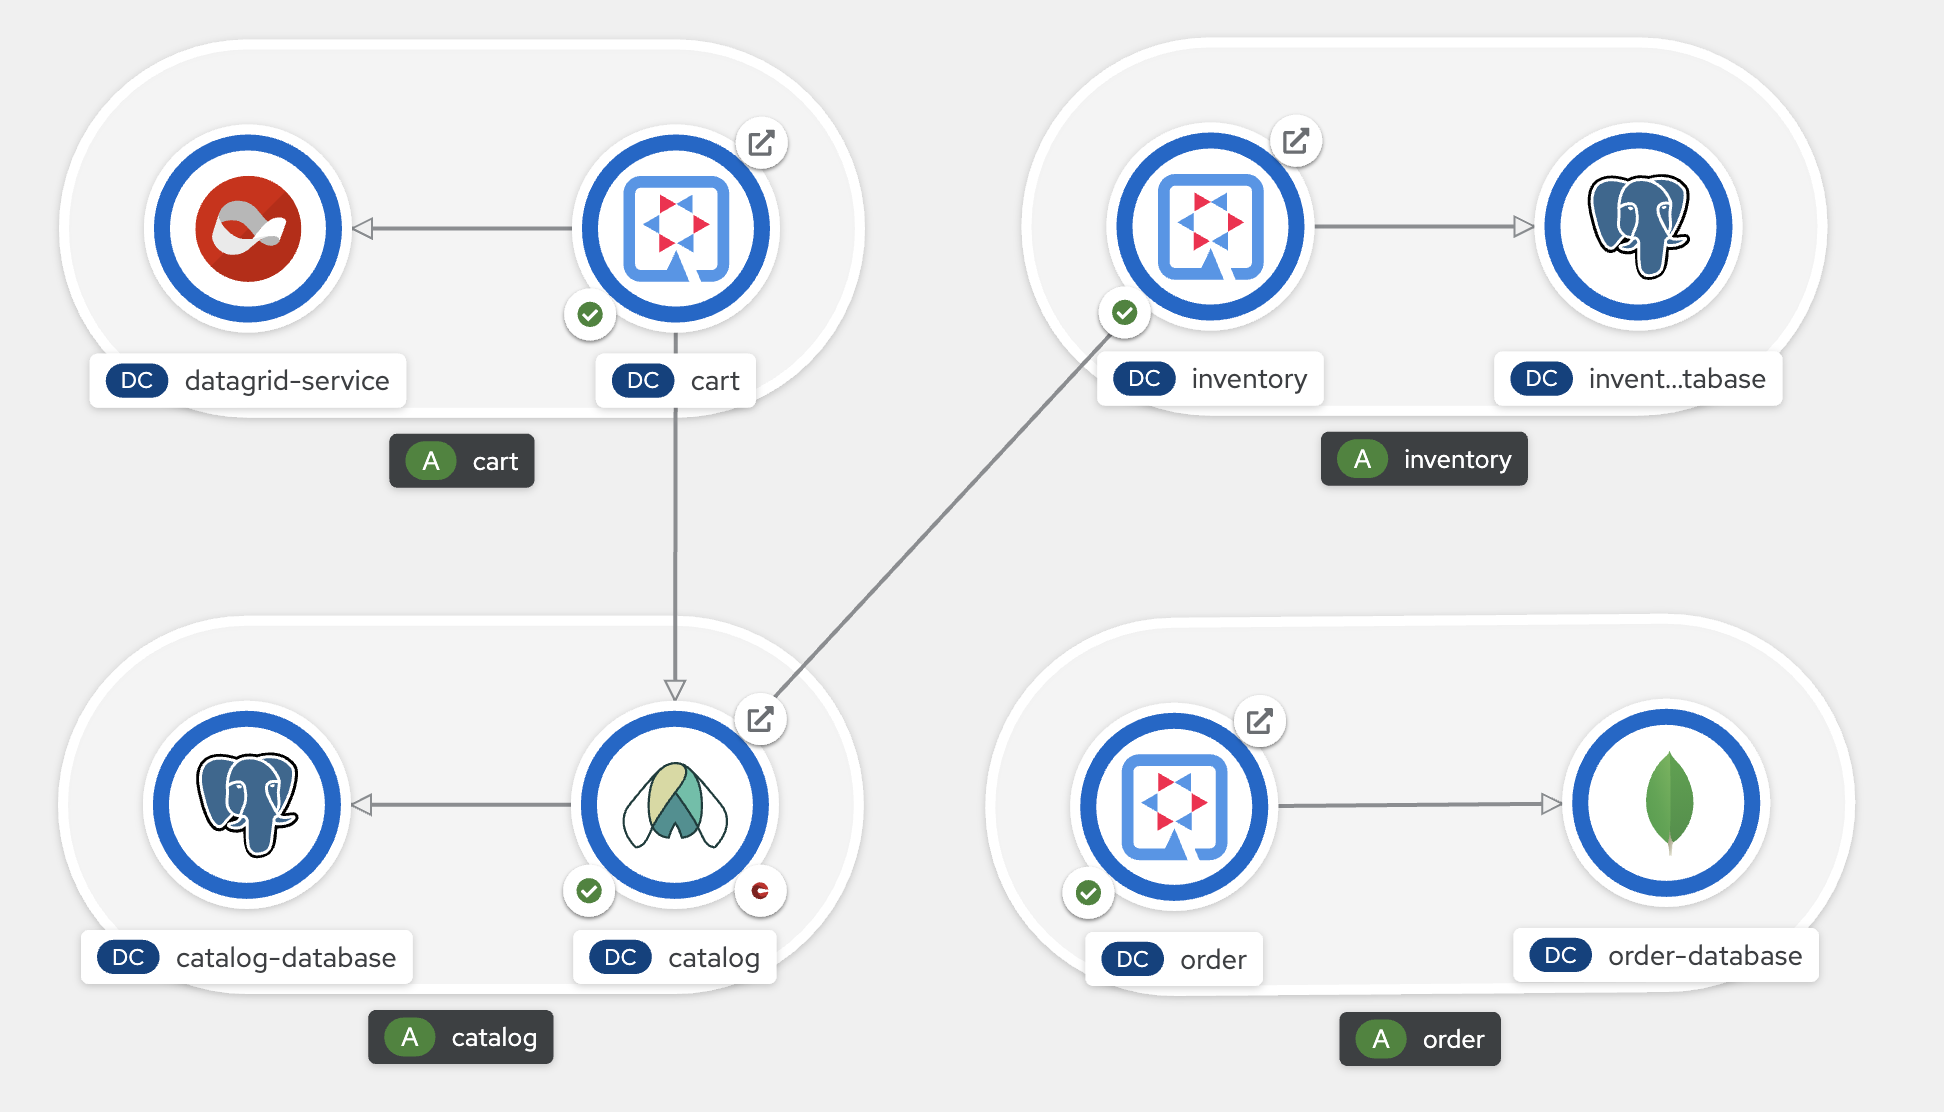 DC datagrid-service
DC cart
A cart
DC inventory
DC invent...tabase
A inventory
DC catalog-database
DC catalog
A catalog
DC order
DC order-database
A order